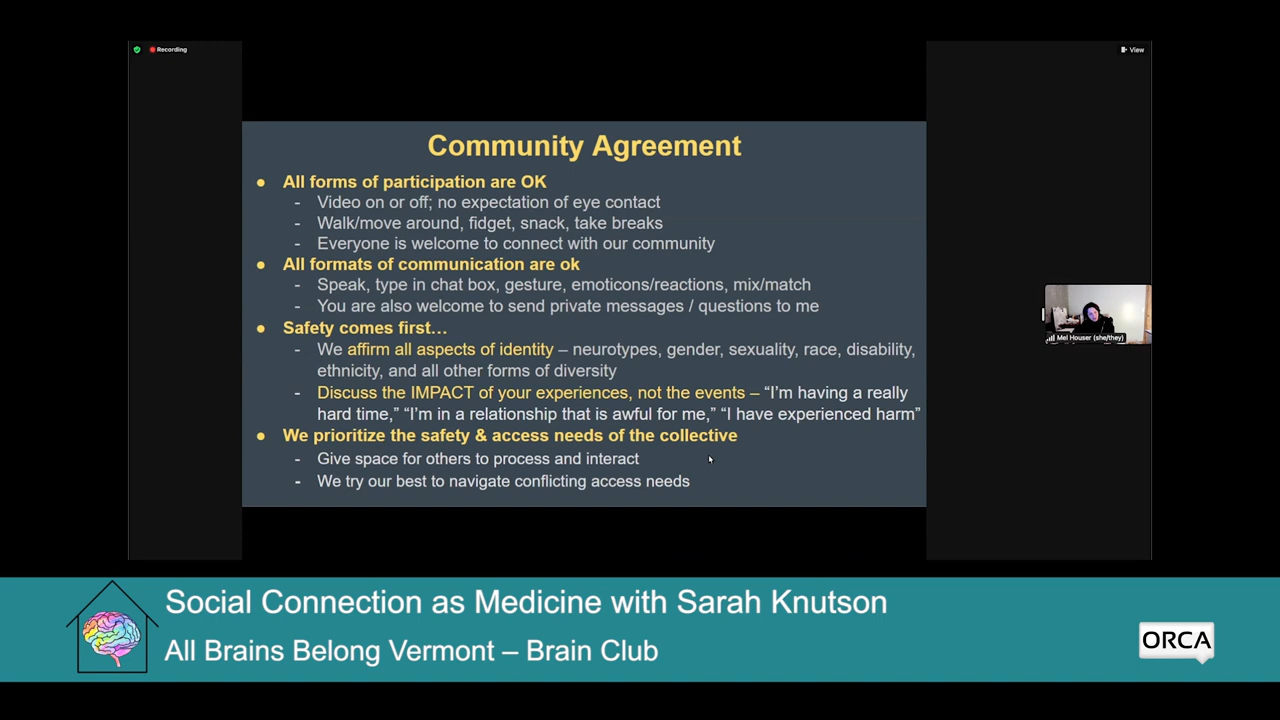 Recording
View
Community Agreement
● All forms of participation are OK
- Video on or off; no expectation of eye contact
- Walk/move around, fidget, snack, take breaks
- Everyone is welcome to connect with our community
● All formats of communication are ok
- Speak, type in chat box, gesture, emoticons/reactions, mix/match
- You are also welcome to send private messages / questions to me
● Safety comes first…
- We affirm all aspects of identity – neurotypes, gender, sexuality, race, disability,
ethnicity, and all other forms of diversity
- Discuss the IMPACT of your experiences, not the events – “I’m having a really
hard time,” “I’m in a relationship that is awful for me,” “I have experienced harm”
● We prioritize the safety & access needs of the collective
- Give space for others to process and interact
- We try our best to navigate conflicting access needs
Mel Houser (she/they)
Social Connection as Medicine with Sarah Knutson
All Brains Belong Vermont – Brain Club
ORCA